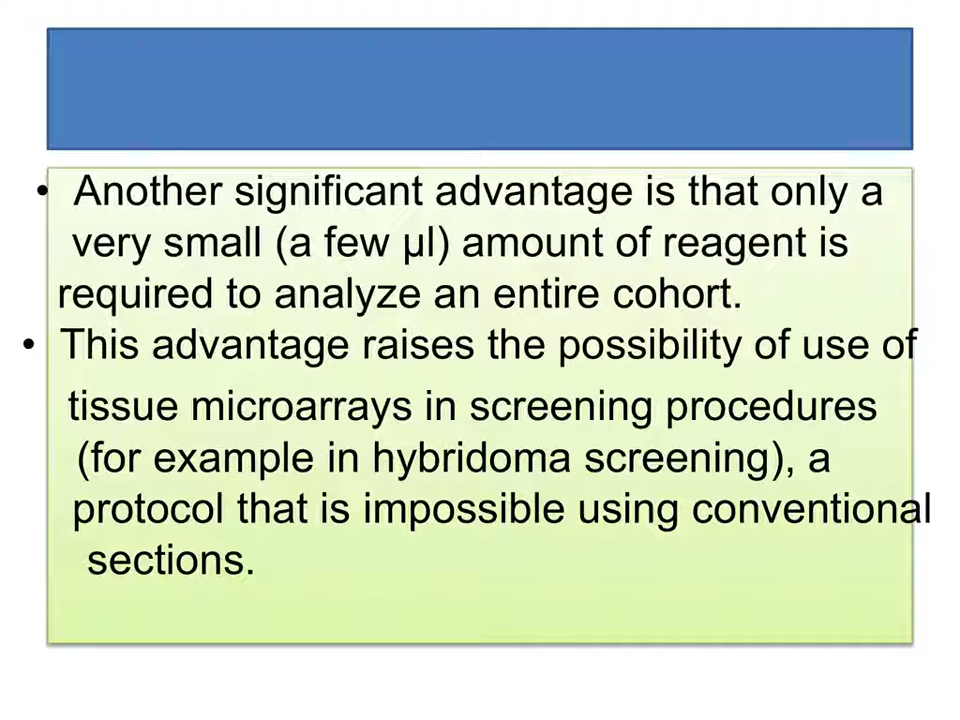 • Another significant advantage is that only a
very small (a few µl) amount of reagent is
required to analyze an entire cohort.
• This advantage raises the possibility of use of
tissue microarrays in screening procedures
(for example in hybridoma screening), a
protocol that is impossible using conventional
sections.